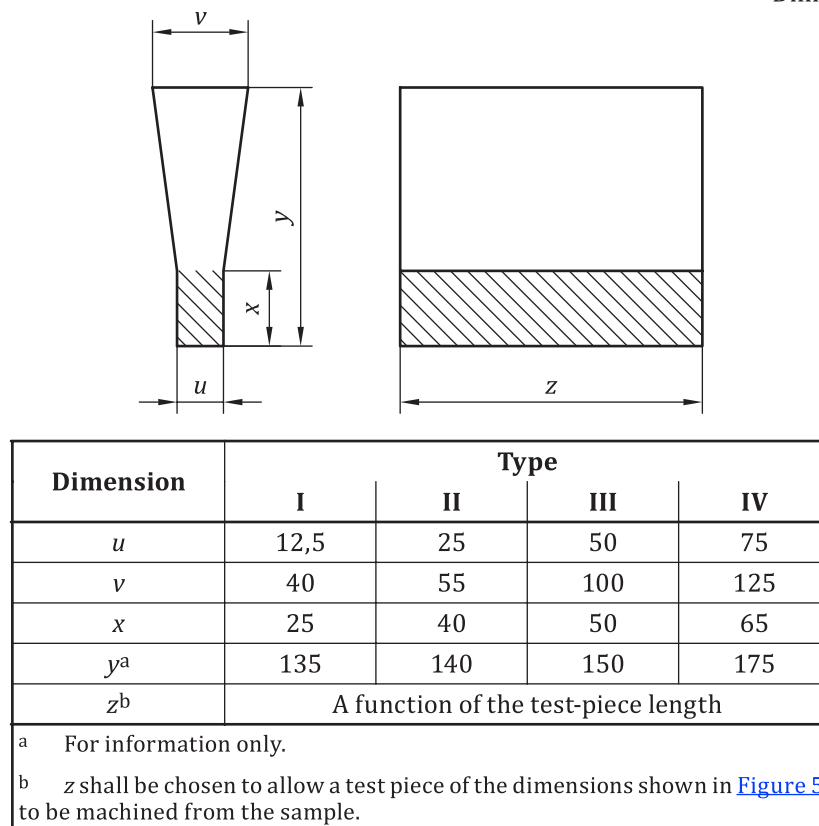 v
y
x
u
z
Dimension Type
I II III IV
u 12,5 25 50 75
v 40 55 100 125
x 25 40 50 65
yᵃ 135 140 150 175
zᵇ A function of the test-piece length
a For information only.
b z shall be chosen to allow a test piece of the dimensions shown in Figure 5
to be machined from the sample.